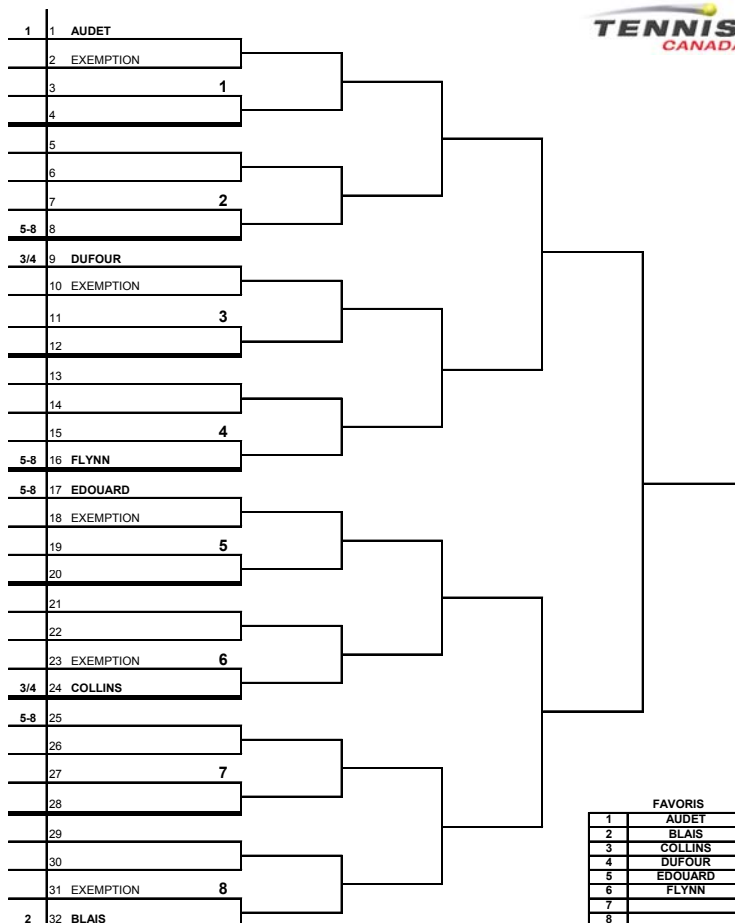 TENNIS
CANADA
1 1 AUDET
2 EXEMPTION
3 1
4
5
6
7 2
5-8 8
3/4 9 DUFOUR
10 EXEMPTION
11 3
12
13
14
15 4
5-8 16 FLYNN
5-8 17 EDOUARD
18 EXEMPTION
19 5
20
21
22
23 EXEMPTION 6
3/4 24 COLLINS
5-8 25
26
27 7
28
29
30
31 EXEMPTION 8
2 32 BLAIS
FAVORIS
1 AUDET
2 BLAIS
3 COLLINS
4 DUFOUR
5 EDOUARD
6 FLYNN
7
8